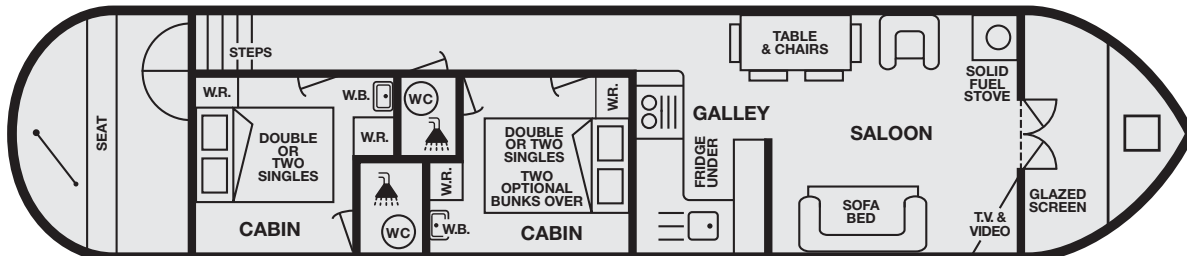 SEAT
STEPS
W.R.
DOUBLE
OR
TWO
SINGLES
CABIN
W.B.
W.R.
WC
WC
W.R.
W.B.
W.R.
DOUBLE
OR TWO
SINGLES
TWO
OPTIONAL
BUNKS OVER
CABIN
GALLEY
FRIDGE
UNDER
TABLE
& CHAIRS
SALOON
SOFA
BED
SOLID
FUEL
STOVE
T.V. &
VIDEO
GLAZED
SCREEN